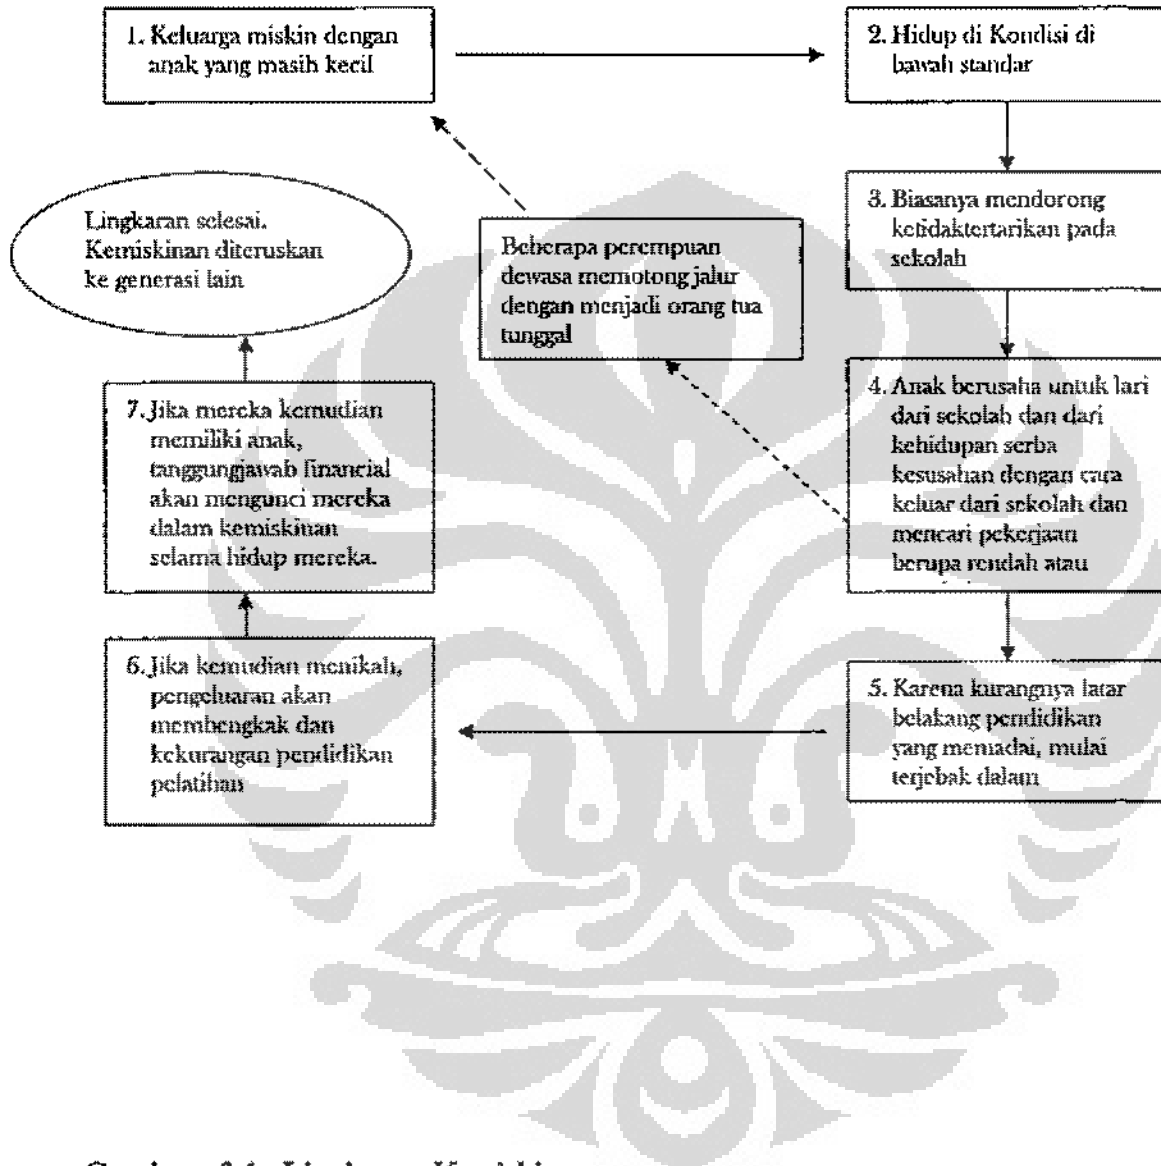 1. Keluarga miskin dengan
anak yang masih kecil
2. Hidup di Kondisi di
bawah standar
3. Biasanya mendorong
ketidaktertarikan pada
sekolah
4. Anak berusaha untuk lari
dari sekolah dan dari
kehidupan serba
kesusahan dengan cara
keluar dari sekolah dan
mencari pekerjaan
berupa rendah atau
5. Karena kurangnya latar
belakang pendidikan
yang memadai, mulai
terjebak dalam
6. Jika kemudian menikah,
pengeluaran akan
membengkak dan
kekurangan pendidikan
pelatihan
7. Jika mereka kemudian
memiliki anak,
tanggungjawab financial
akan mengunci mereka
dalam kemiskinan
selama hidup mereka.
Lingkaran selesai.
Kemiskinan diteruskan
ke generasi lain
Beberapa perempuan
dewasa memotong jalur
dengan menjadi orang tua
tunggal